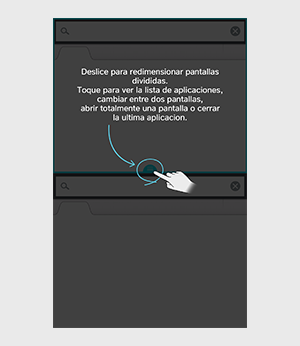 Deslice para redimensionar pantallas
divididas.
Toque para ver la lista de aplicaciones,
cambiar entre dos pantallas,
abrir totalmente una pantalla o cerrar
la ultima aplicacion.